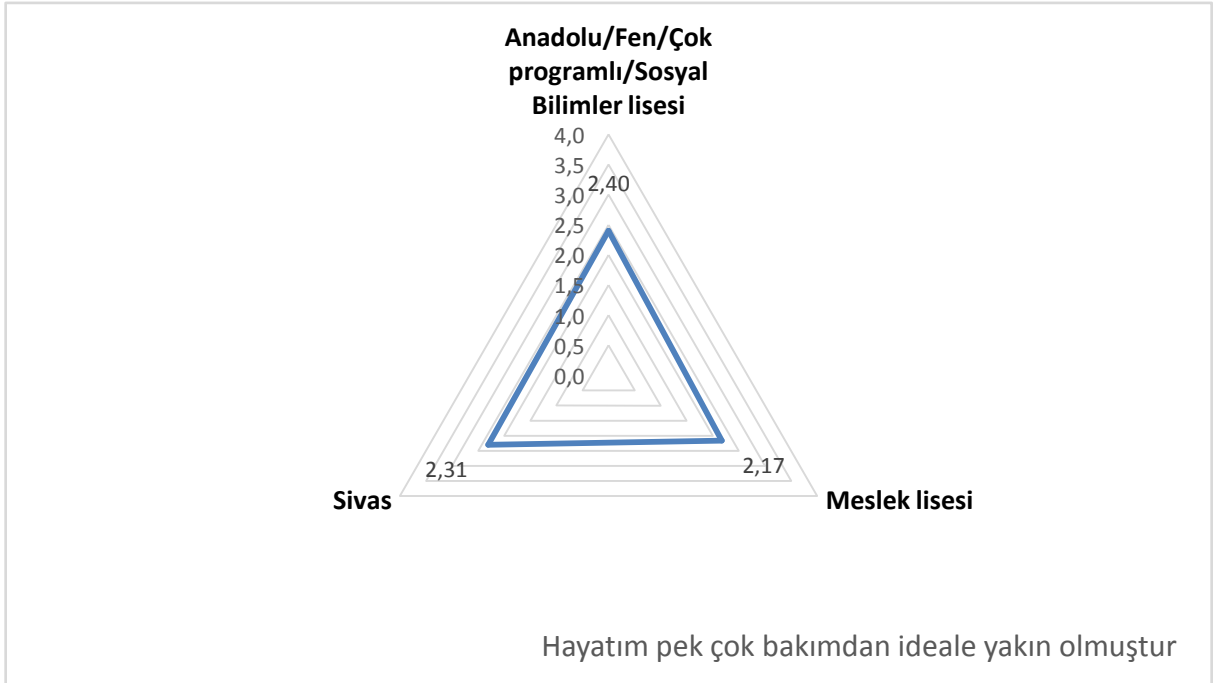 Anadolu/Fen/Çok
programlı/Sosyal
Bilimler lisesi
4,0
3,5
2,40
3,0
2,5
2,0
1,5
1,0
0,5
0,0
2,31
2,17
Sivas
Meslek lisesi
Hayatım pek çok bakımdan ideale yakın olmuştur